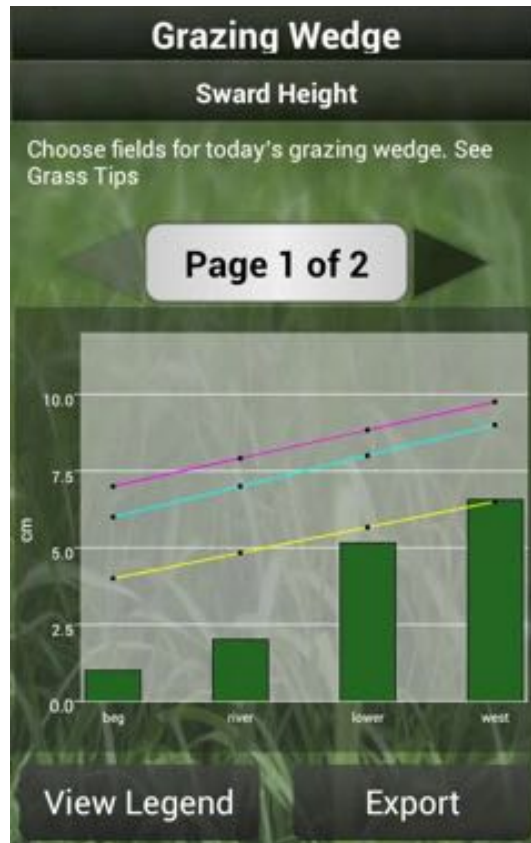 Grazing Wedge
Sward Height
Choose fields for today's grazing wedge. See
Grass Tips
Page 1 of 2
10.0
7.5
cm
5.0
2.5
0.0
beg river lower west
View Legend Export